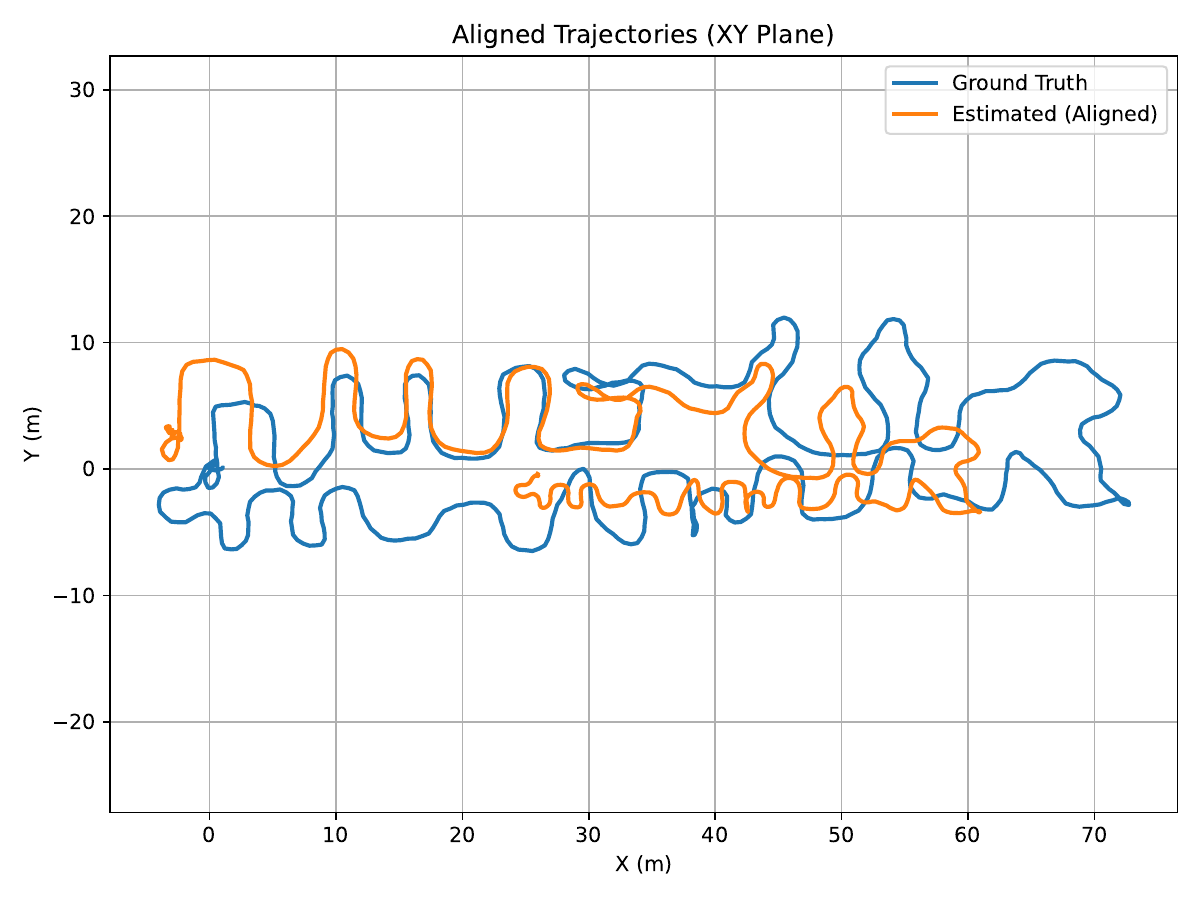 Aligned Trajectories (XY Plane)
Ground Truth
Estimated (Aligned)
30
20
10
0
−10
−20
Y (m)
0 10 20 30 40 50 60 70
X (m)